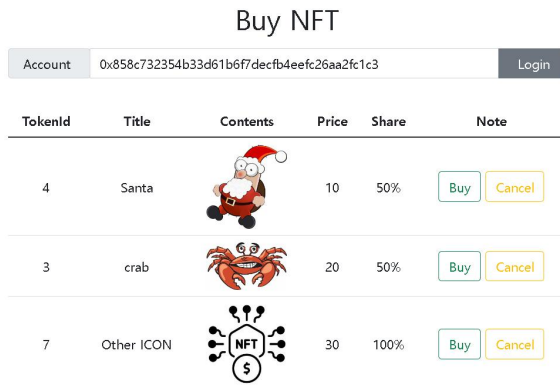 Buy NFT
Account 0x858c732354b33d61b6f7decfb4eefc26aa2fc1c3 Login
TokenId Title Contents Price Share Note
4 Santa 10 50% Buy Cancel
3 crab 20 50% Buy Cancel
7 Other ICON NFT $ 30 100% Buy Cancel